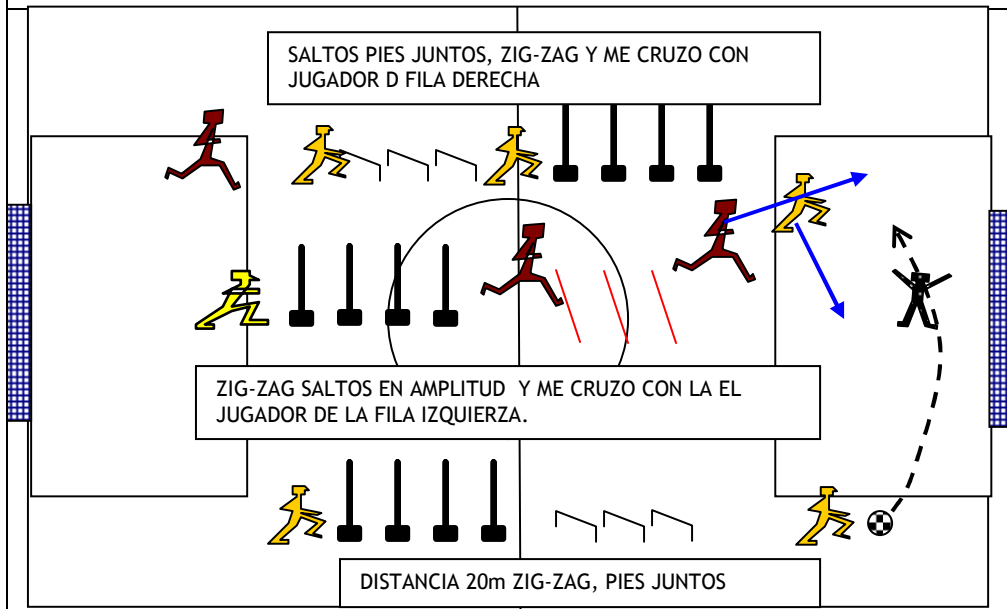 SALTOS PIES JUNTOS, ZIG-ZAG Y ME CRUZO CON
JUGADOR D FILA DERECHA
ZIG-ZAG SALTOS EN AMPLITUD Y ME CRUZO CON LA EL
JUGADOR DE LA FILA IZQUIERZA.
DISTANCIA 20m ZIG-ZAG, PIES JUNTOS